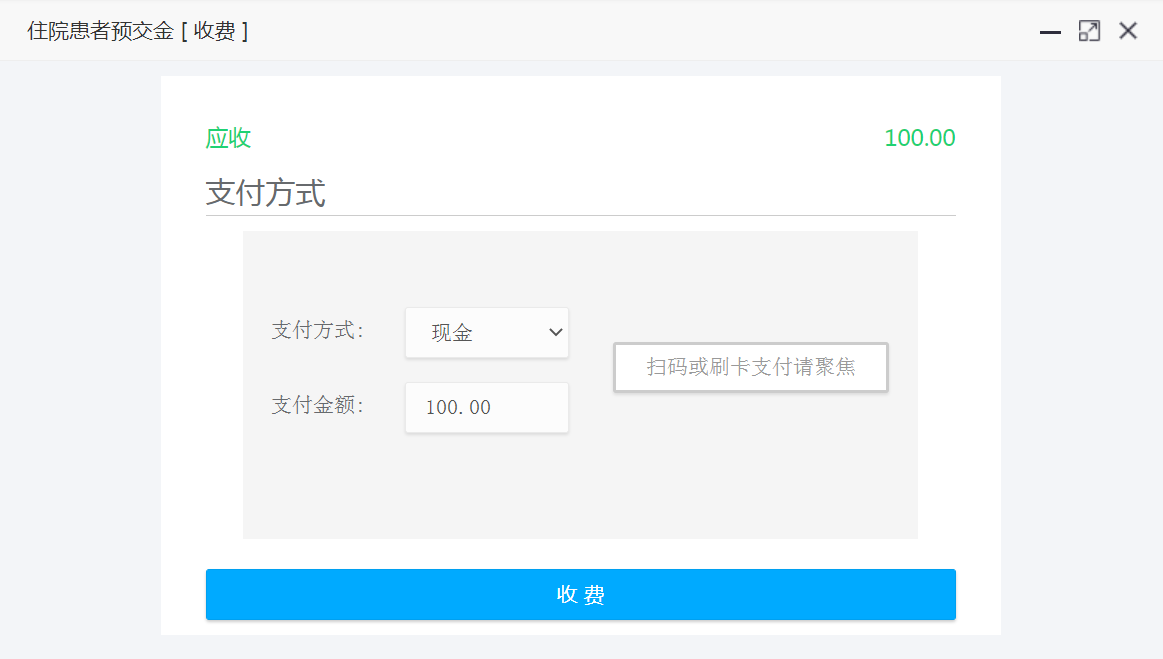 住院患者预交金 [ 收费 ]
应收 100.00
支付方式
支付方式： 现金
扫码或刷卡支付请聚焦
支付金额： 100.00
收 费